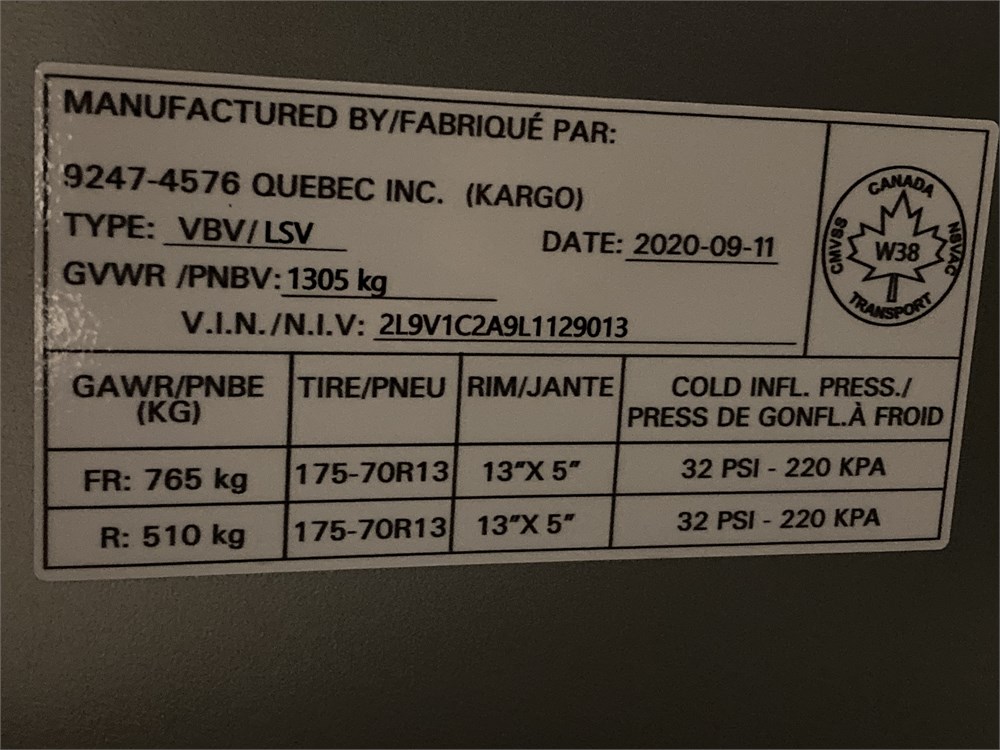 MANUFACTURED BY/FABRIQUÉ PAR:
9247-4576 QUEBEC INC. (KARGO)
TYPE: VBV/LSV DATE: 2020-09-11
GVWR /PNBV: 1305 kg
V.I.N./N.I.V: 2L9V1C2A9L1129013
CANADA
CMVSS W38 NSVAC
TRANSPORT
GAWR/PNBE (KG) TIRE/PNEU RIM/JANTE COLD INFL. PRESS./ PRESS DE GONFL.À FROID
FR: 765 kg 175-70R13 13"X 5" 32 PSI - 220 KPA
R: 510 kg 175-70R13 13"X 5" 32 PSI - 220 KPA